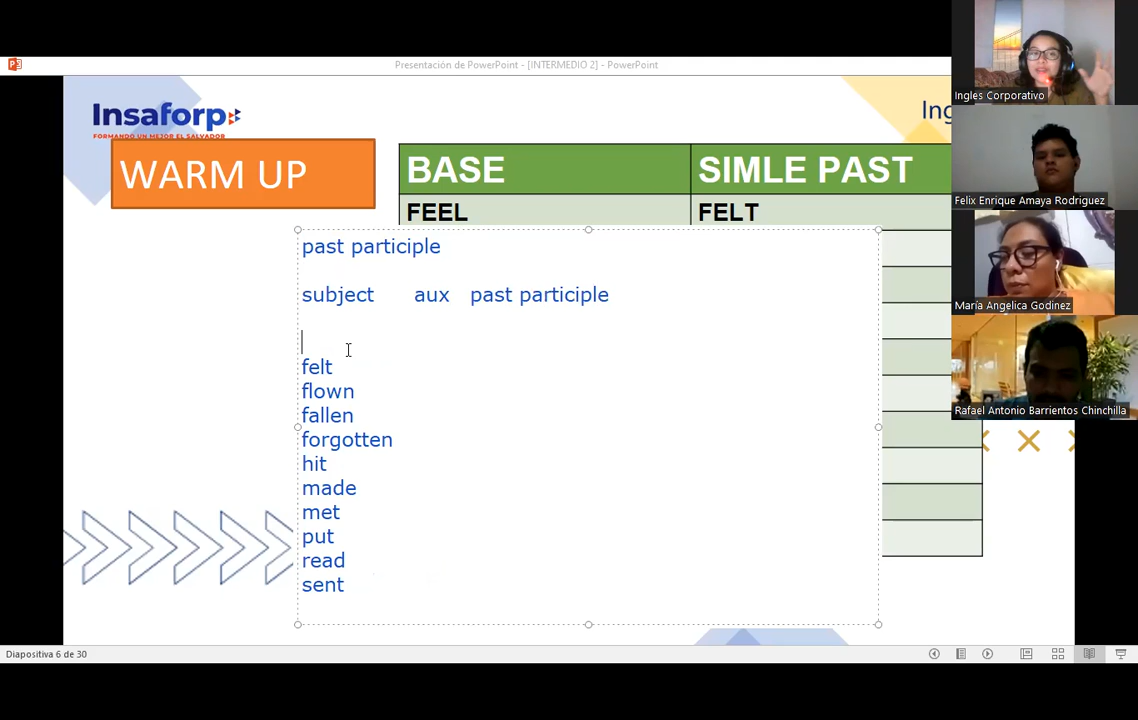 Presentación de PowerPoint - [INTERMEDIO 2] - PowerPoint
Insaforp
FORMANDO UN MEJOR EL SALVADOR
Ing
WARM UP
BASE
SIMLE PAST
FEEL
FELT
past participle
subject aux past participle
felt
flown
fallen
forgotten
hit
made
met
put
read
sent
Ingles Corporativo
Felix Enrique Amaya Rodriguez
María Angelica Godinez
Rafael Antonio Barrientos Chinchilla
Diapositiva 6 de 30